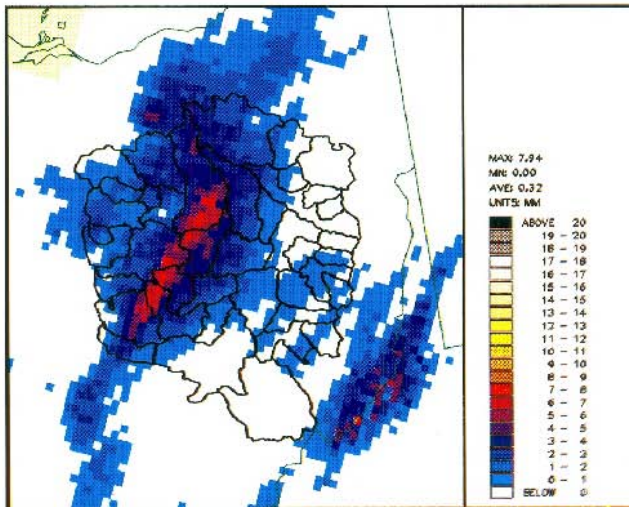 MAX: 7.94
MIN: 0.00
AVE: 0.32
UNITS: MM
ABOVE 20
19 - 20
18 - 19
17 - 18
16 - 17
15 - 16
14 - 15
13 - 14
12 - 13
11 - 12
10 - 11
9 - 10
8 - 9
7 - 8
6 - 7
5 - 6
4 - 5
3 - 4
2 - 3
1 - 2
0 - 1
BELOW 0